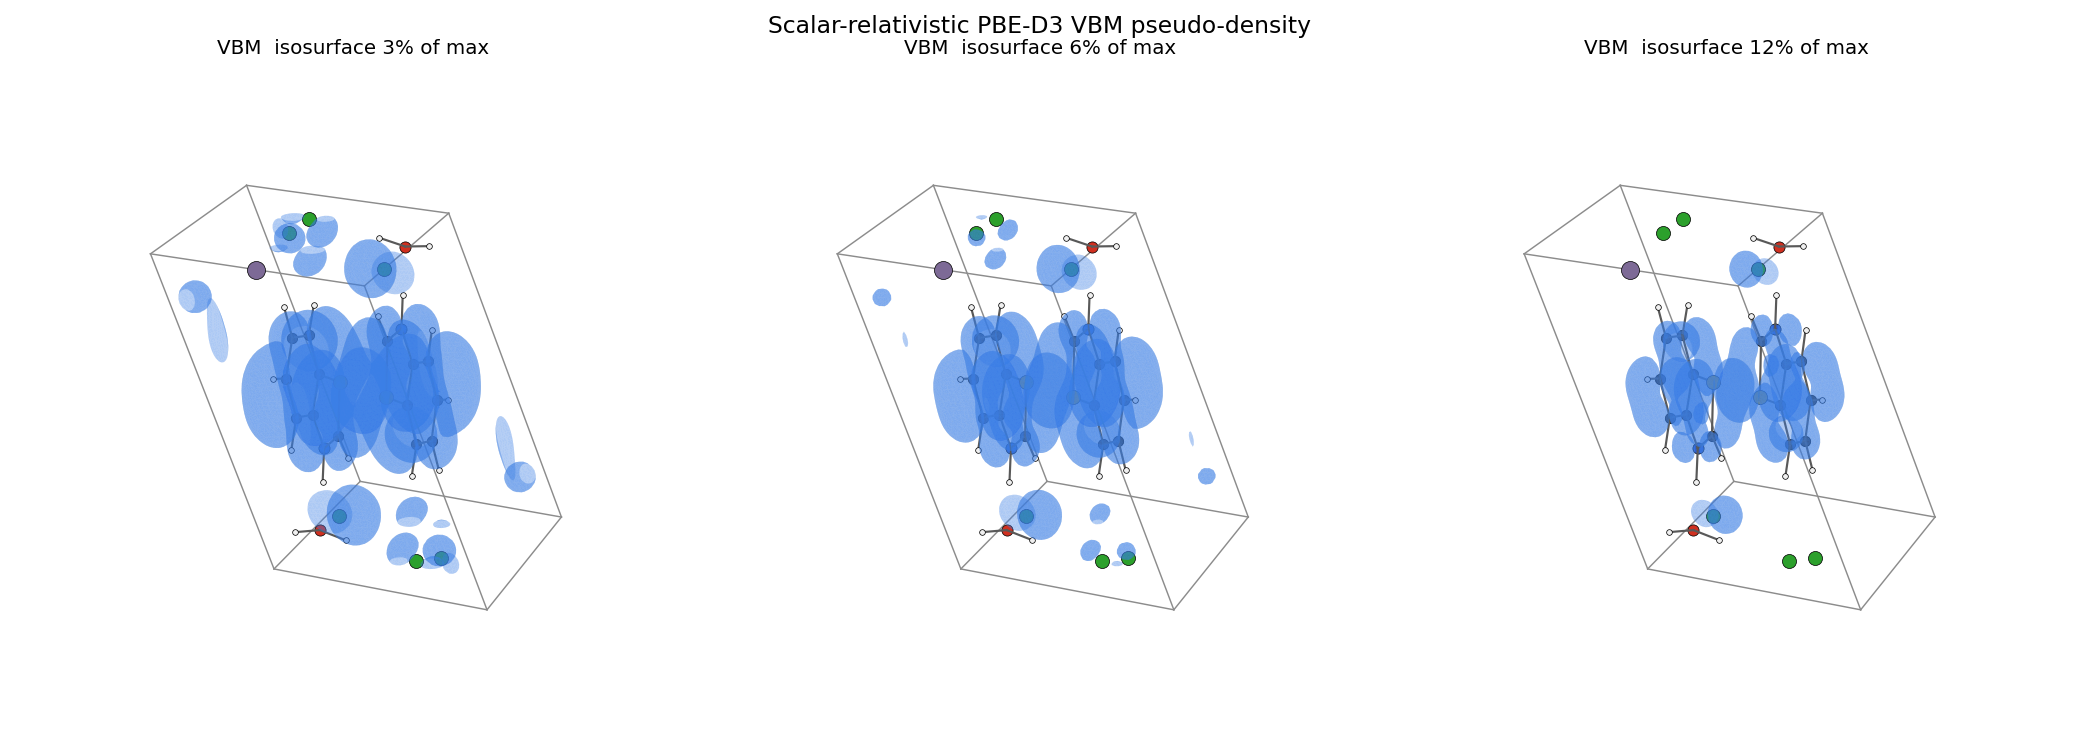 Scalar-relativistic PBE-D3 VBM pseudo-density
VBM  isosurface 3% of max
VBM  isosurface 6% of max
VBM  isosurface 12% of max